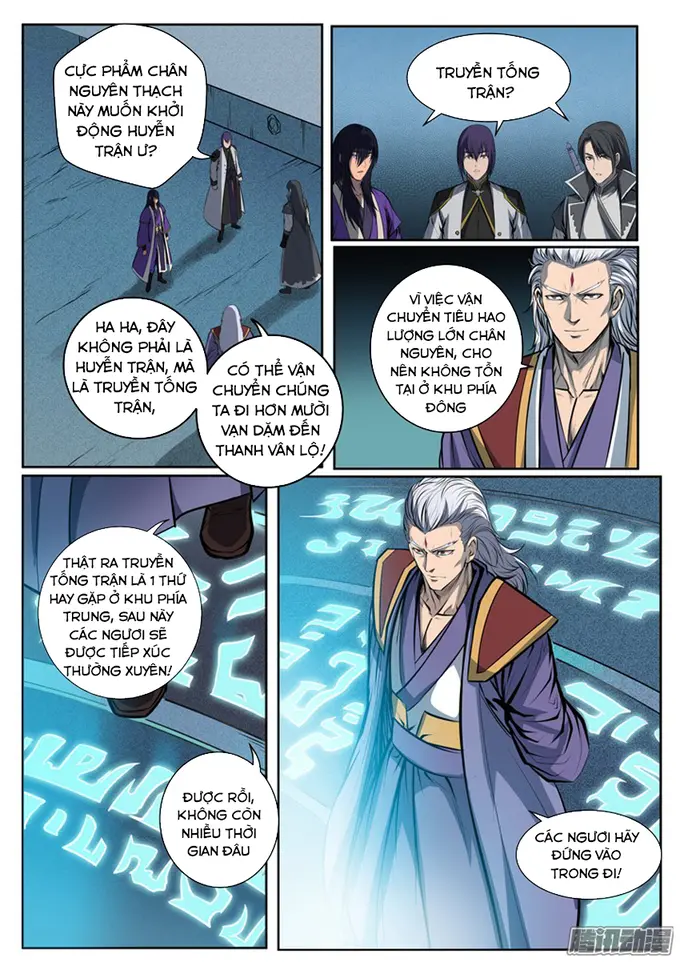 CỰC PHẨM CHÂN
NGUYÊN THẠCH
NÀY MUỐN KHỞI
ĐỘNG HUYỄN
TRẬN Ư?
TRUYỀN TỐNG
TRẬN?
HA HA, ĐÂY
KHÔNG PHẢI LÀ
HUYỄN TRẬN, MÀ
LÀ TRUYỀN TỐNG
TRẬN,
CÓ THỂ VẬN
CHUYỂN CHÚNG
TA ĐI HƠN MƯỜI
VẠN DẶM ĐẾN
THANH VÂN LỘ!
VÌ VIỆC VẬN
CHUYỂN TIÊU HAO
LƯỢNG LỚN CHÂN
NGUYÊN, CHO
NÊN KHÔNG TỒN
TẠI Ở KHU PHÍA
ĐÔNG
THẬT RA TRUYỀN
TỐNG TRẬN LÀ 1 THỨ
HAY GẶP Ở KHU PHÍA
TRUNG, SAU NÀY
CÁC NGƯƠI SẼ
ĐƯỢC TIẾP XÚC
THƯỜNG XUYÊN!
ĐƯỢC RỒI,
KHÔNG CÒN
NHIỀU THỜI
GIAN ĐÂU
CÁC NGƯƠI HÃY
ĐỨNG VÀO
TRONG ĐI!
腾讯动漫